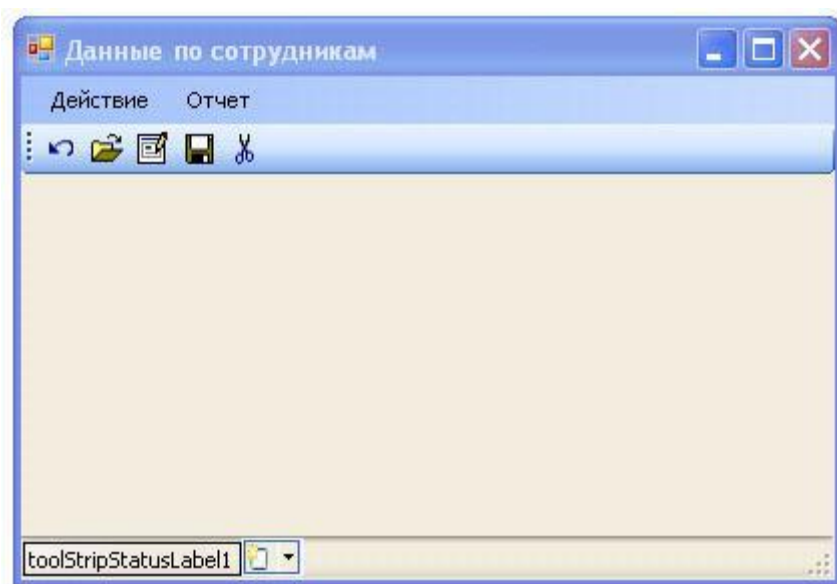 Данные по сотрудникам
Действие Отчет
toolStripStatusLabel1